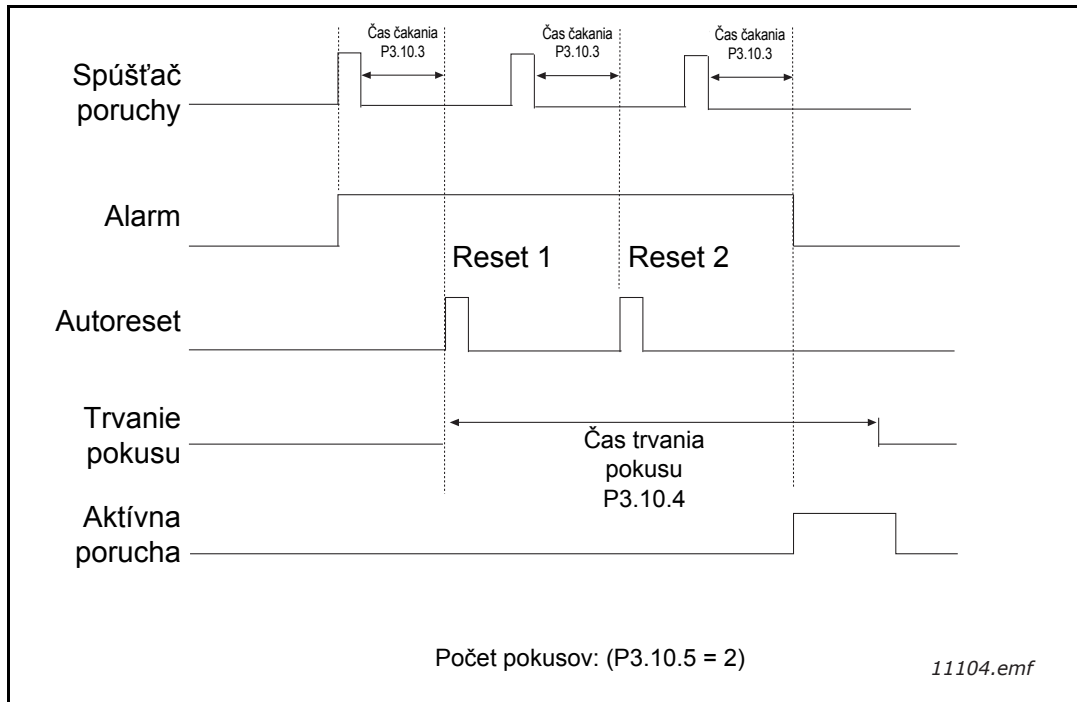 Čas čakania
P3.10.3
Čas čakania
P3.10.3
Čas čakania
P3.10.3
Spúšťač
poruchy
Alarm
Reset 1
Reset 2
Autoreset
Trvanie
pokusu
Čas trvania
pokusu
P3.10.4
Aktívna
porucha
Počet pokusov: (P3.10.5 = 2)
11104.emf